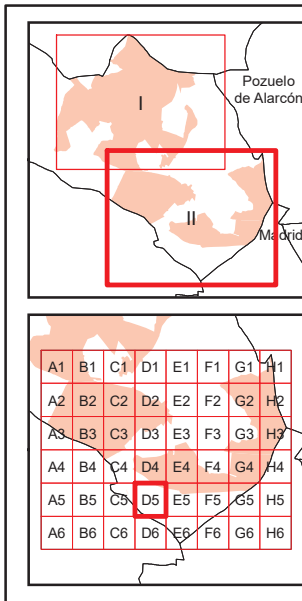 Pozuelo
de Alarcón
I
II
Madrid
A1 B1 C1 D1 E1 F1 G1 H1
A2 B2 C2 D2 E2 F2 G2 H2
A3 B3 C3 D3 E3 F3 G3 H3
A4 B4 C4 D4 E4 F4 G4 H4
A5 B5 C5 D5 E5 F5 G5 H5
A6 B6 C6 D6 E6 F6 G6 H6